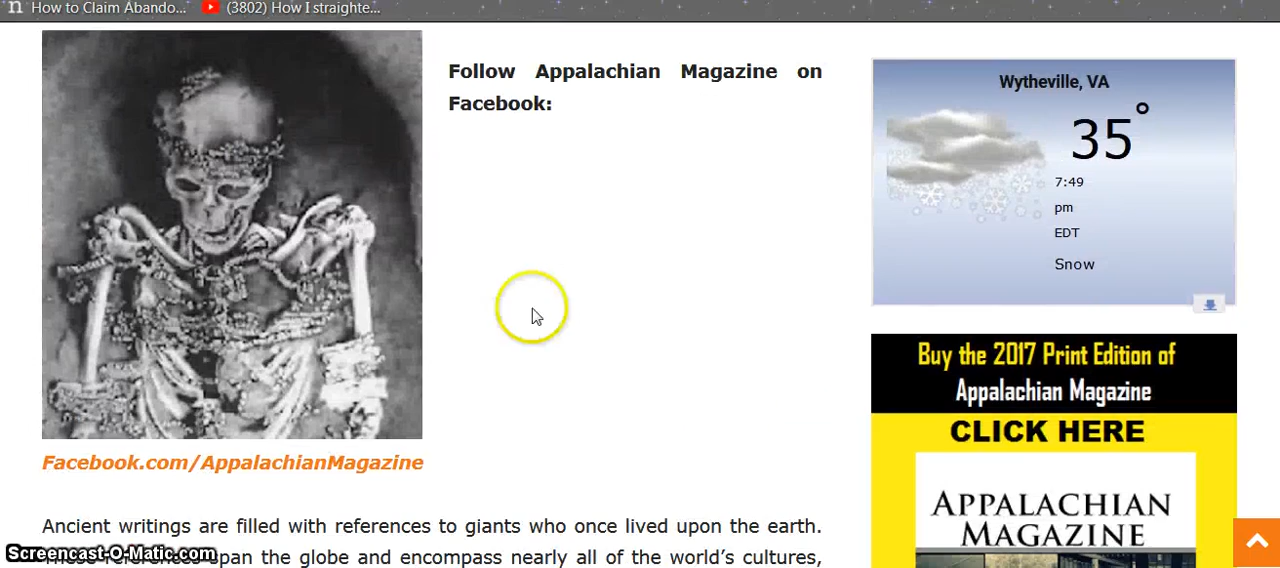 n How to Claim Abando... (3802) How I straighte...
Follow Appalachian Magazine on
Facebook:
Facebook.com/AppalachianMagazine
Ancient writings are filled with references to giants who once lived upon the earth.
span the globe and encompass nearly all of the world's cultures,
Screencast-O-Matic.com
Wytheville, VA
35°
7:49
pm
EDT
Snow
Buy the 2017 Print Edition of
Appalachian Magazine
CLICK HERE
APPALACHIAN
MAGAZINE